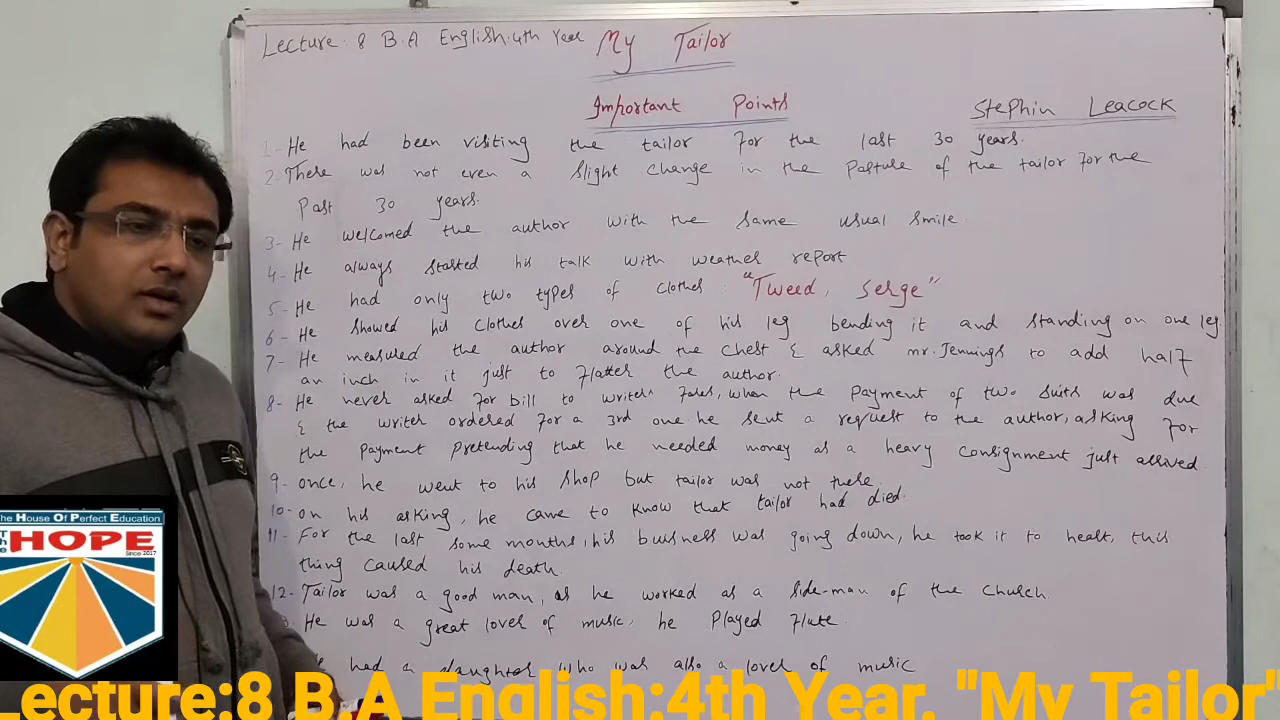 Lecture: 8 B.A English: 4th Year
My Tailor
Important Points
Stephin Leacock
1- He had been visiting the tailor for the last 30 years.
2- There was not even a slight change in the Pasture of the tailor for the
Past 30 years.
3- He welcomed the author with the same usual smile.
4- He always started his talk with weather report
5- He had only two types of clothes: "Tweed, Serge"
6- He showed his clothes over one of his leg bending it and standing on one leg.
7- He measured the author around the chest & asked mr. Jennings to add half
an inch in it just to flatter the author.
8- He never asked for bill to writer, when the Payment of two suits was due
& the writer ordered for a 3rd one he sent a request to the author, asking for
the payment pretending that he needed money as a heavy consignment just arrived.
9- once, he went to his shop but tailor was not there.
10- on his asking he came to know that tailor had died.
11- For the last some months, his buisness was going down, he took it to heart, this
thing caused his death.
12- Tailor was a good man, as he worked as a side-man of the church.
He was a great lover of music, he Played flute.
had a daughter who was also a lover of music
The House Of Perfect Education
The HOPE
Since 2017
ecture:8 B.A English:4th Year. "My Tailor"